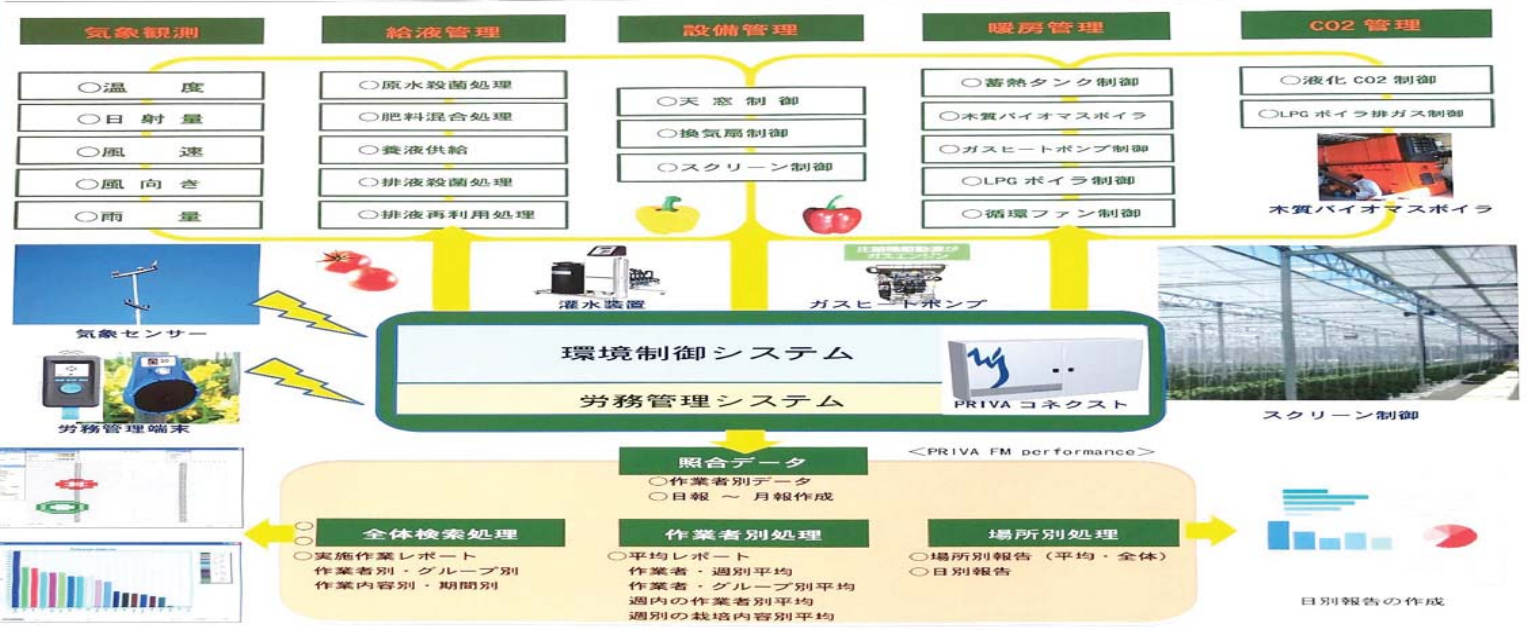 気象観測
給液管理
設備管理
暖房管理
CO2 管理
○温 度
○日 射 量
○風 速
○風 向 き
○雨 量
○原水殺菌処理
○肥料混合処理
○養液供給
○排液殺菌処理
○排液再利用処理
○天 窓 制 御
○換気扇制御
○スクリーン制御
○蓄熱タンク制御
○木質バイオマスボイラ
○ガスヒートポンプ制御
○LPG ボイラ制御
○循環ファン制御
○液化 CO2 制御
○LPG ボイラ排ガス制御
木質バイオマスボイラ
気象センサー
灌水装置
圧縮機駆動源が
ガスエンジン
ガスヒートポンプ
環境制御システム
労務管理システム
PRIVA コネクスト
スクリーン制御
労務管理端末
照合データ
<PRIVA FM performance>
○作業者別データ
○日報 ~ 月報作成
全体検索処理
○
○
○実施作業レポート
作業者別・グループ別
作業内容別・期間別
作業者別処理
○平均レポート
作業者・週別平均
作業者・グループ別平均
週内の作業者別平均
週別の栽培内容別平均
場所別処理
○場所別報告（平均・全体）
○日別報告
日別報告の作成